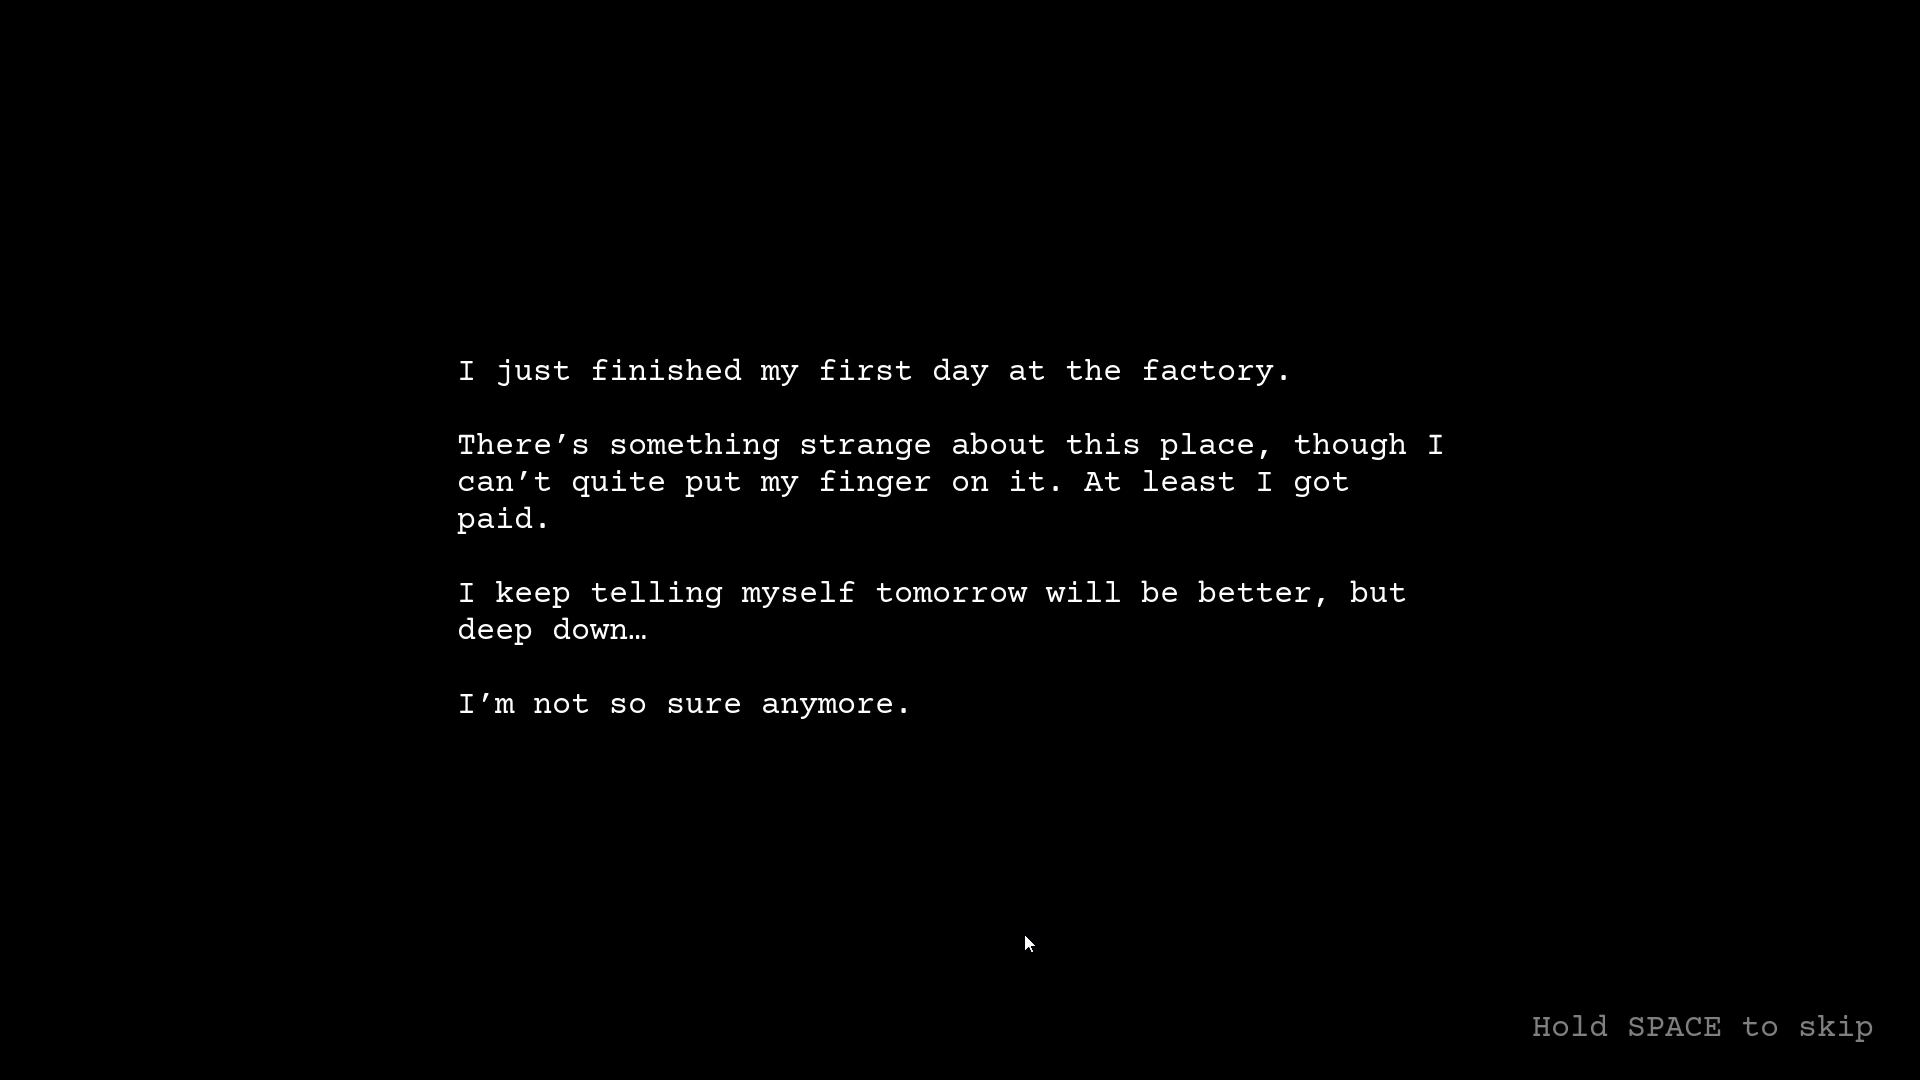 I just finished my first day at the factory.
There’s something strange about this place, though I
can’t quite put my finger on it. At least I got
paid.
I keep telling myself tomorrow will be better, but
deep down…
I’m not so sure anymore.
Hold SPACE to skip